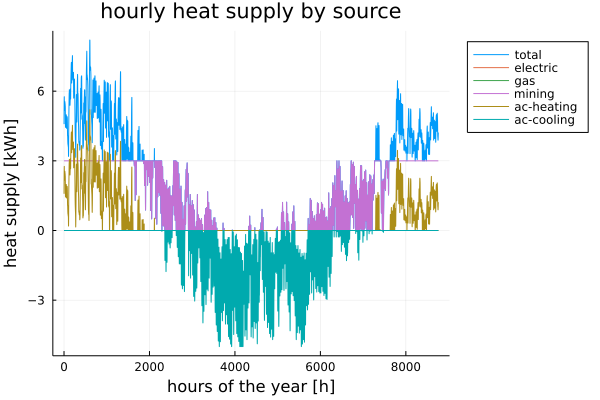 hourly heat supply by source
heat supply [kWh]
6
3
0
−3
0
2000
4000
6000
8000
hours of the year [h]
total
electric
gas
mining
ac-heating
ac-cooling